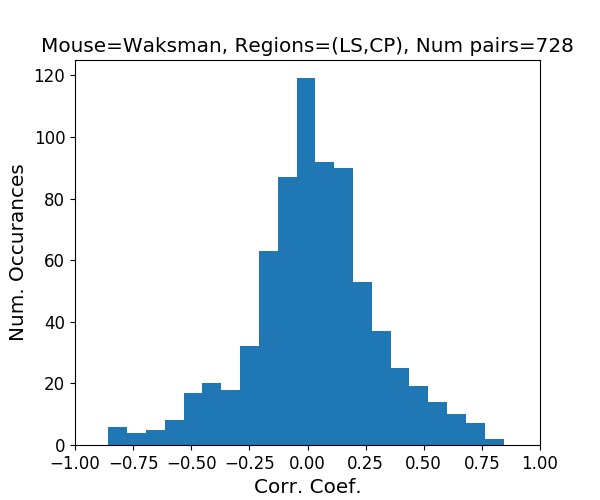 Mouse=Waksman, Regions=(LS,CP), Num pairs=728
120
100
80
60
40
20
0
Num. Occurances
−1.00 −0.75 −0.50 −0.25 0.00 0.25 0.50 0.75 1.00
Corr. Coef.